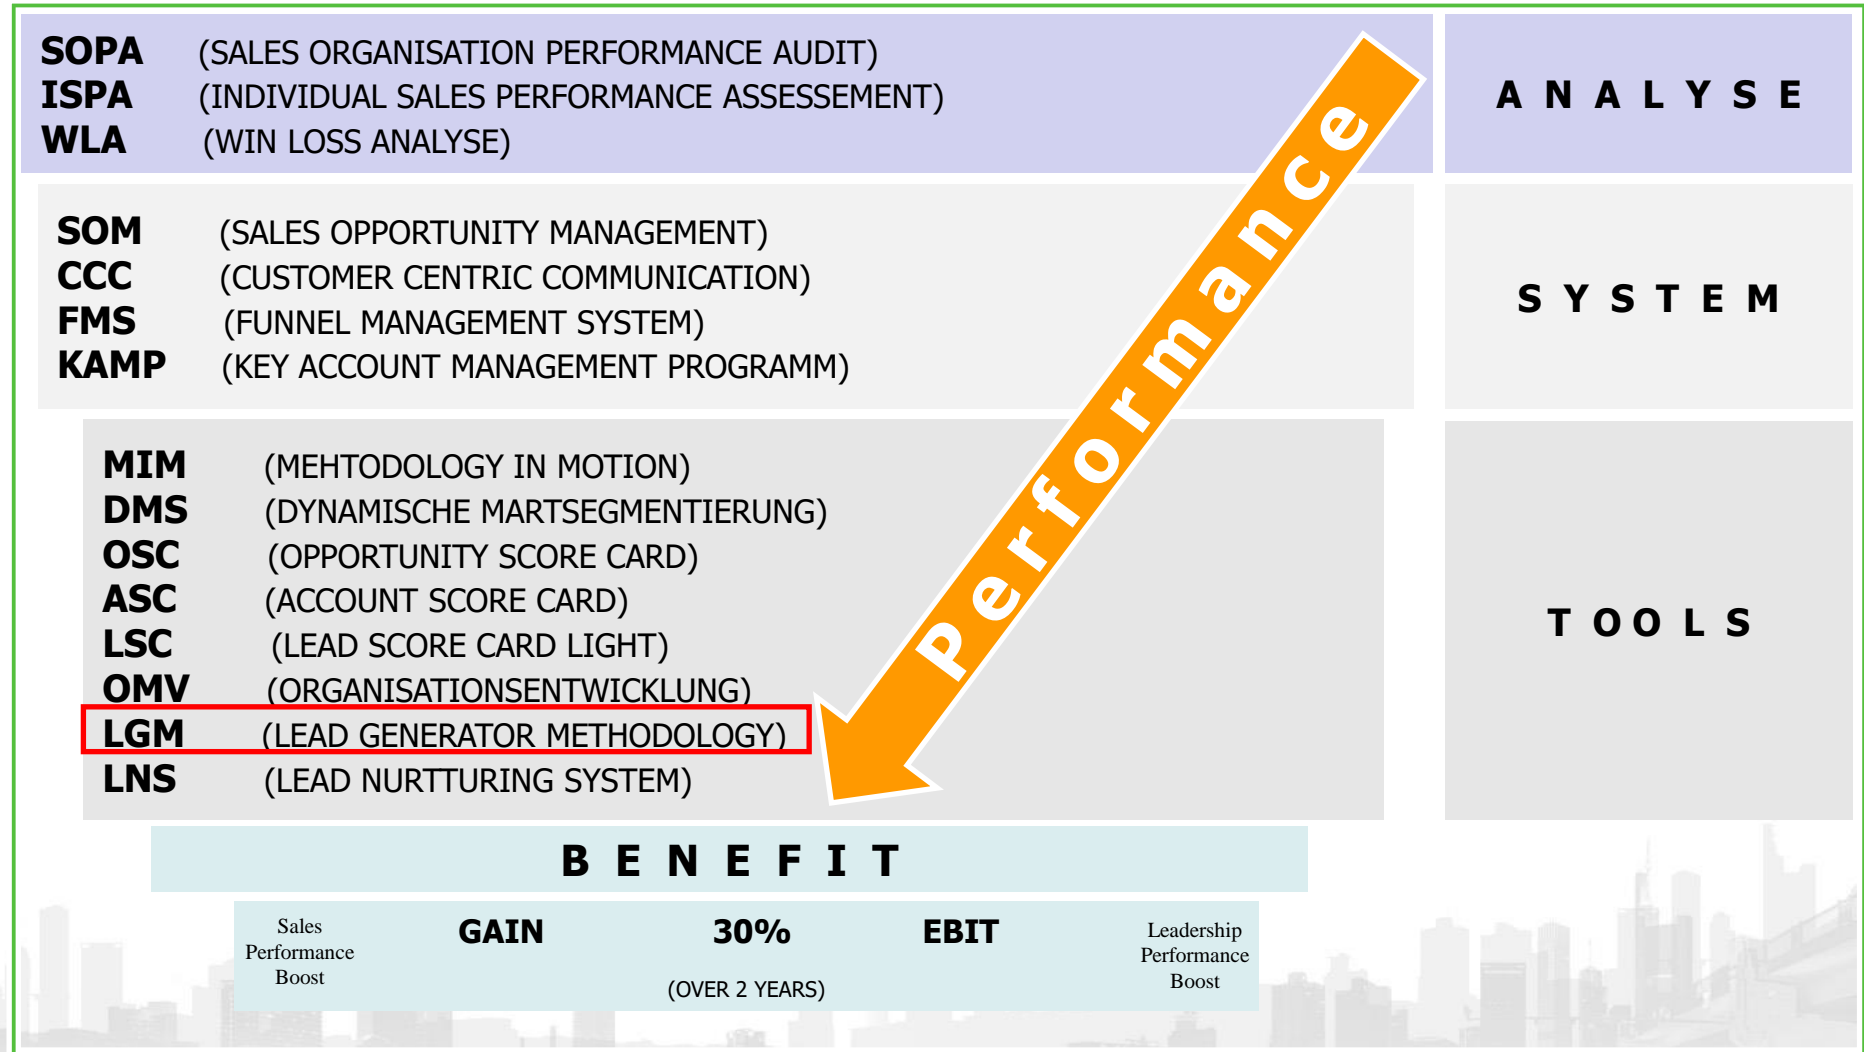 SOPA (SALES ORGANISATION PERFORMANCE AUDIT)
ISPA (INDIVIDUAL SALES PERFORMANCE ASSESSEMENT)
WLA (WIN LOSS ANALYSE)
A N A L Y S E
SOM (SALES OPPORTUNITY MANAGEMENT)
CCC (CUSTOMER CENTRIC COMMUNICATION)
FMS (FUNNEL MANAGEMENT SYSTEM)
KAMP (KEY ACCOUNT MANAGEMENT PROGRAMM)
S Y S T E M
MIM (MEHTODOLOGY IN MOTION)
DMS (DYNAMISCHE MARTSEGMENTIERUNG)
OSC (OPPORTUNITY SCORE CARD)
ASC (ACCOUNT SCORE CARD)
LSC (LEAD SCORE CARD LIGHT)
OMV (ORGANISATIONSENTWICKLUNG)
LGM (LEAD GENERATOR METHODOLOGY)
LNS (LEAD NURTTURING SYSTEM)
T O O L S
P e r f o r m a n c e
B E N E F I T
Sales
Performance
Boost
GAIN 30% EBIT
(OVER 2 YEARS)
Leadership
Performance
Boost